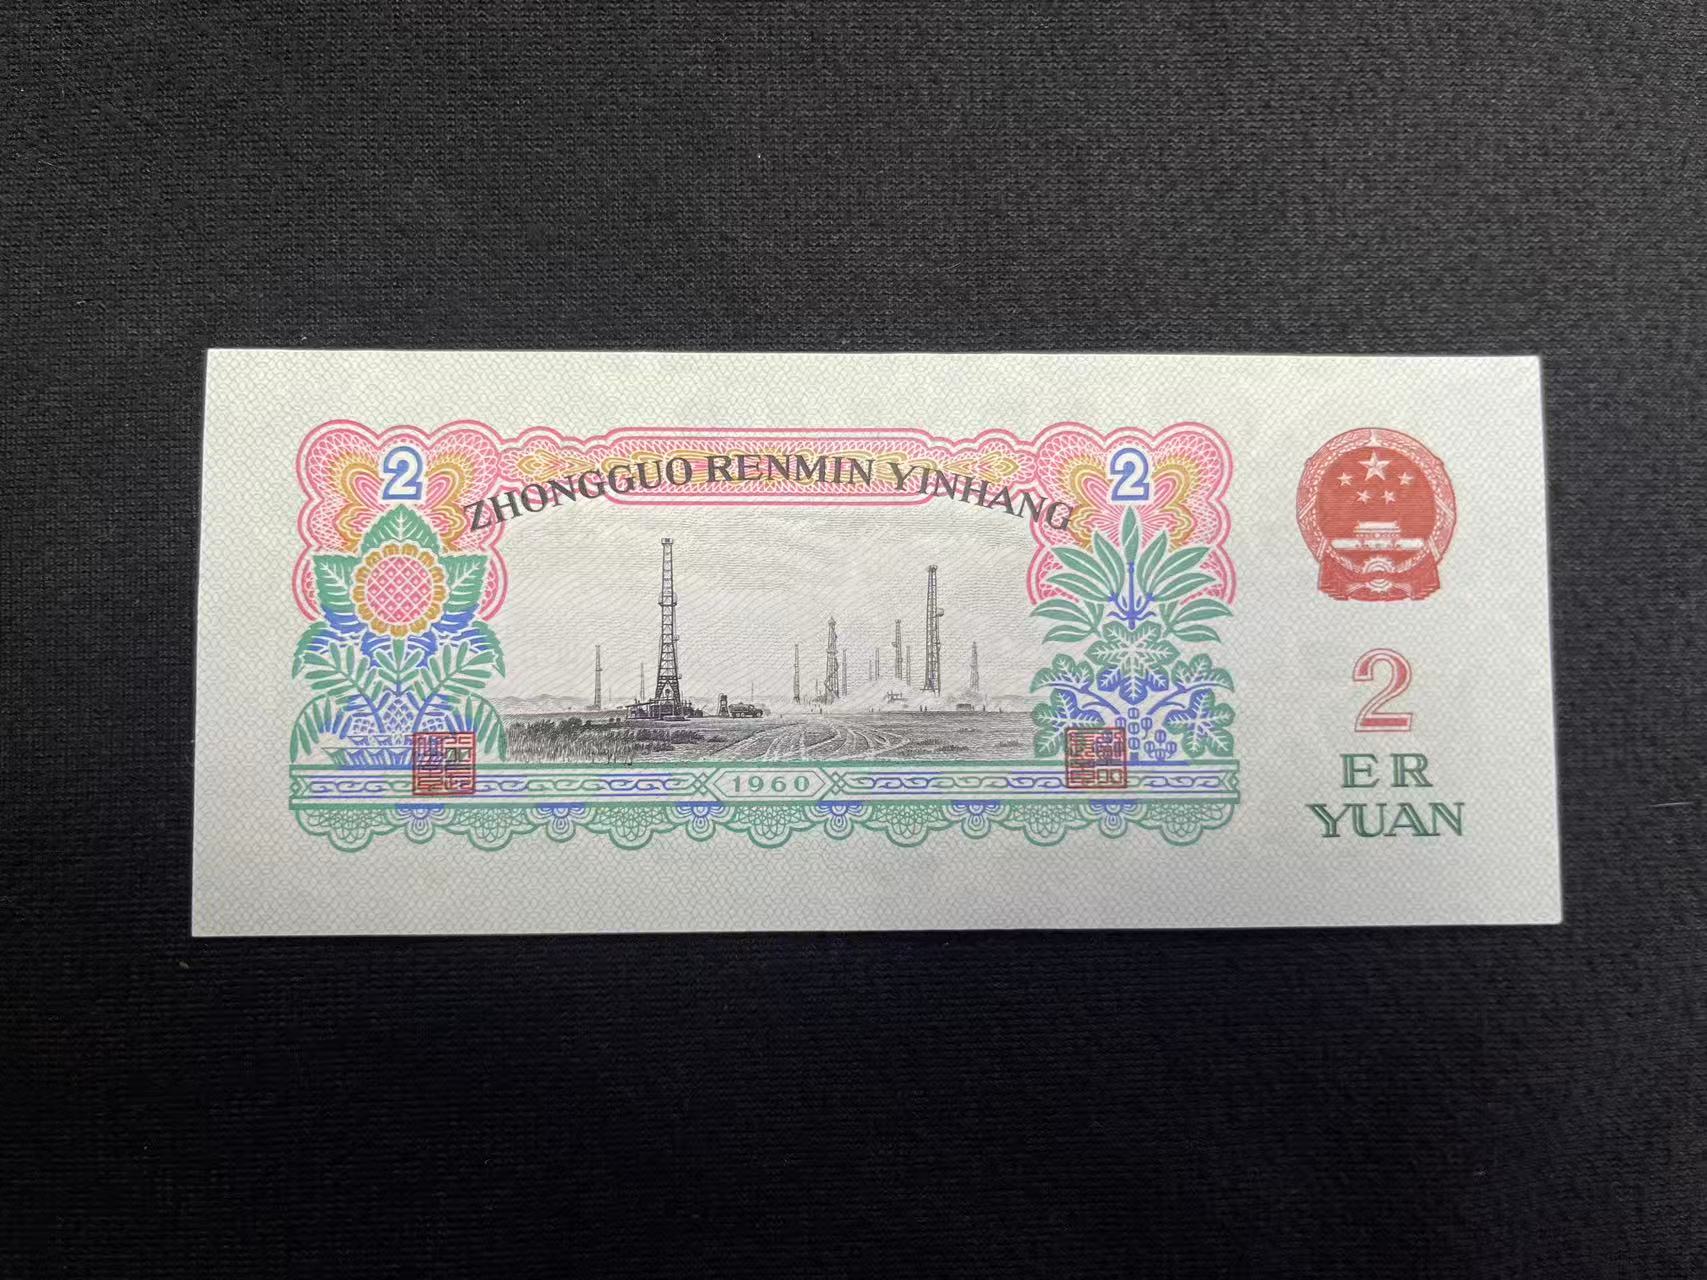 2
ZHONGGUO RENMIN YINHANG
2
1960
2
ER
YUAN